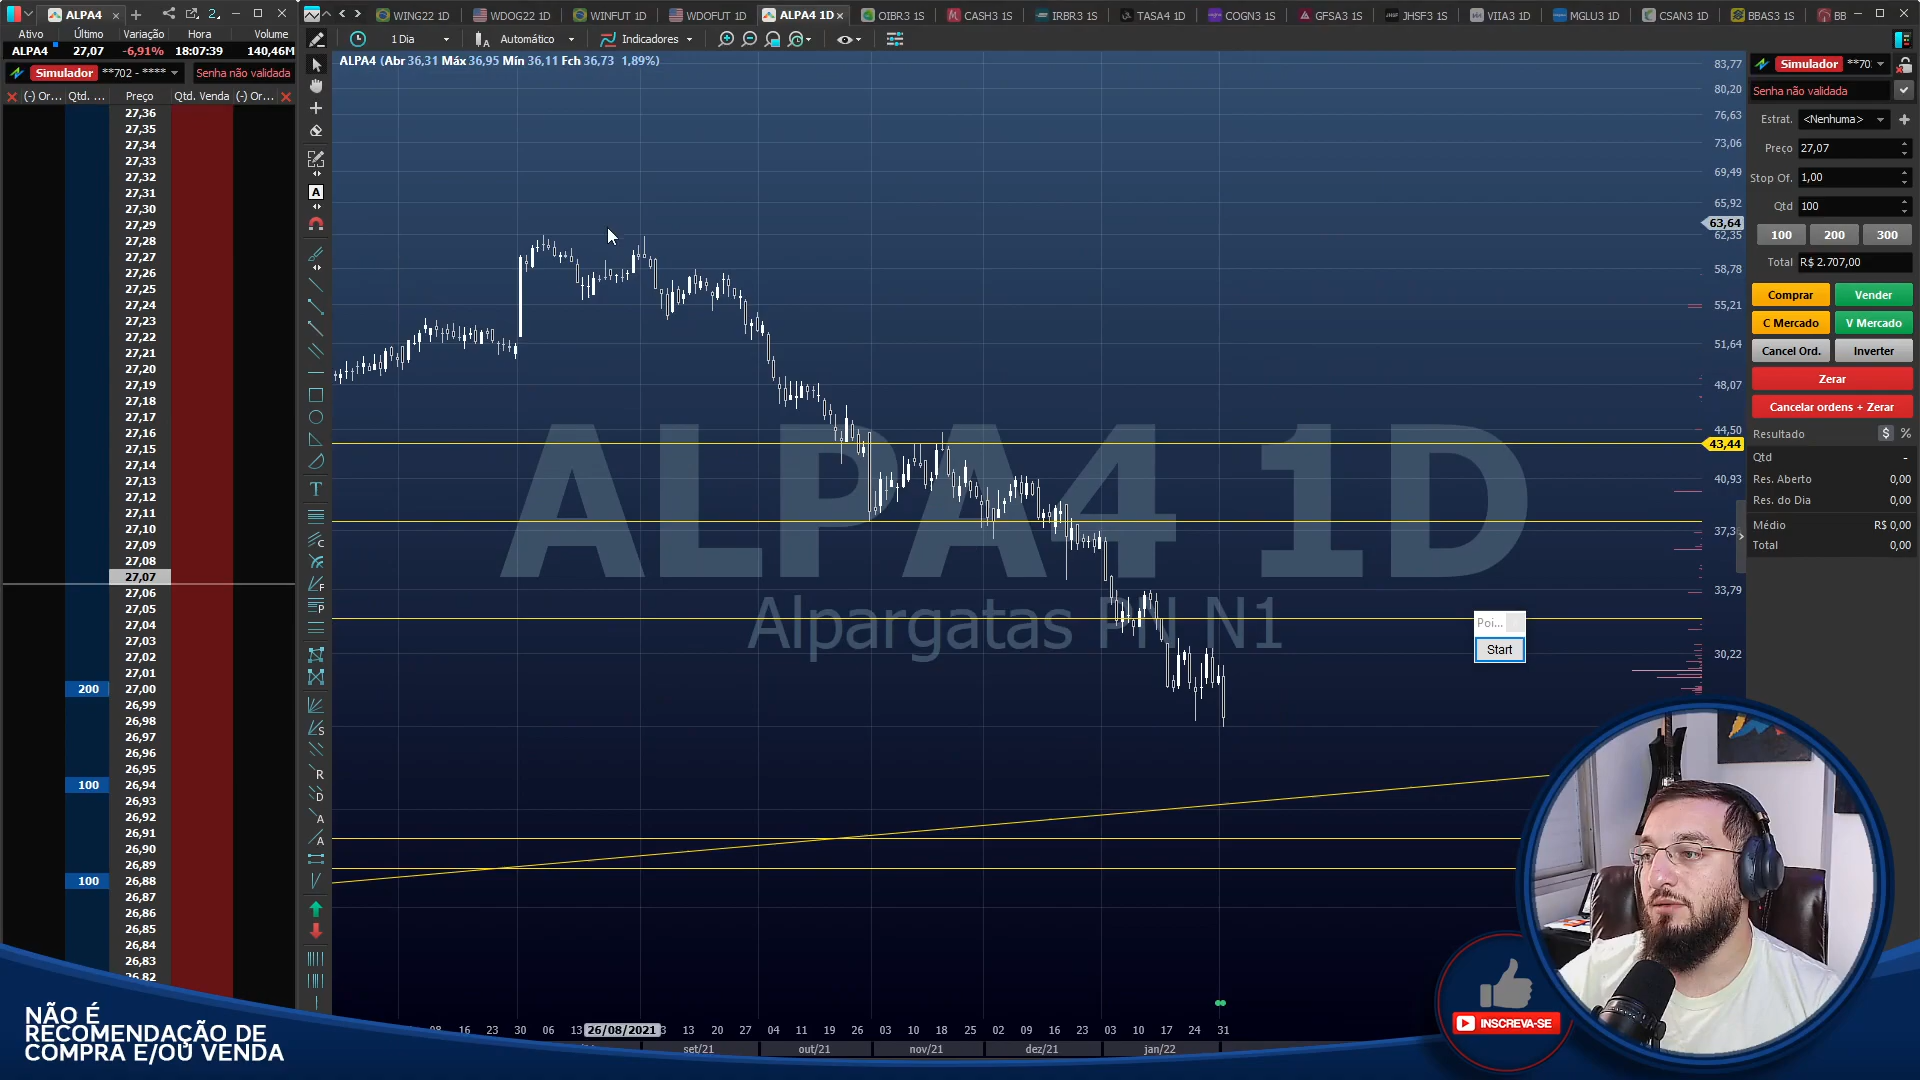 ALPA4
2
Ativo Último Variação Hora Volume
ALPA4 27,07 -6,91% 18:07:39 140,46M
Simulador **702 - **** Senha não validada
(-) Or... Qtd. ... Preço Qtd. Venda (-) Or...
27,36
27,35
27,34
27,33
27,32
27,31
27,30
27,29
27,28
27,27
27,26
27,25
27,24
27,23
27,22
27,21
27,20
27,19
27,18
27,17
27,16
27,15
27,14
27,13
27,12
27,11
27,10
27,09
27,08
27,07
27,06
27,05
27,04
27,03
27,02
27,01
200 27,00
26,99
26,98
26,97
26,96
26,95
100 26,94
26,93
26,92
26,91
26,90
26,89
100 26,88
26,87
26,86
26,85
26,84
26,83
26,82
WING22 1D WDOG22 1D WINFUT 1D WDOFUT 1D ALPA4 1D OIBR3 1S CASH3 1S IRBR3 1S TASA4 1D COGN3 1S GFSA3 1S JHSF3 1S VIIA3 1D MGLU3 1D CSAN3 1D BBAS3 1S BB
1 Dia Automático Indicadores
ALPA4 (Abr 36,31 Máx 36,95 Mín 36,11 Fch 36,73 1,89%)
83,77
80,20
76,63
73,06
69,49
65,92
63,64
62,35
58,78
55,21
51,64
48,07
44,50
43,44
40,93
33,79
30,22
ALPA4 1D
Alpargatas PN N1
Poi...
Start
08 16 23 30 06 13 26/08/2021 13 20 27 04 11 19 26 03 10 18 25 02 09 16 23 03 10 17 24 31
set/21 out/21 nov/21 dez/21 jan/22
Simulador **70
Senha não validada
Estrat. <Nenhuma>
Preço 27,07
Stop Of. 1,00
Qtd 100
100 200 300
Total R$ 2.707,00
Comprar Vender
C Mercado V Mercado
Cancel Ord. Inverter
Zerar
Cancelar ordens + Zerar
Resultado $ %
Qtd -
Res. Aberto 0,00
Res. do Dia 0,00
Médio R$ 0,00
Total 0,00
NÃO É
RECOMENDAÇÃO DE
COMPRA E/OU VENDA
INSCREVA-SE